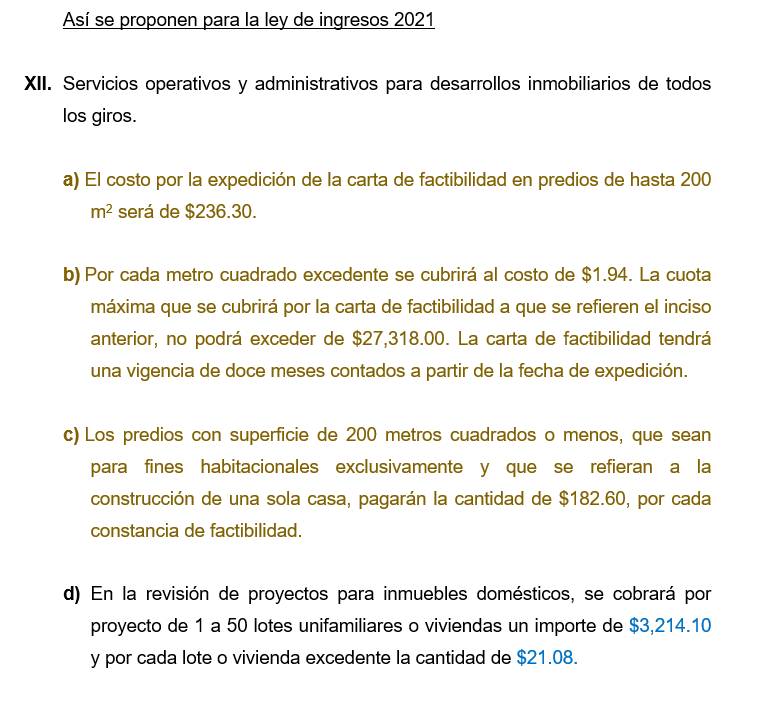 Así se proponen para la ley de ingresos 2021
XII. Servicios operativos y administrativos para desarrollos inmobiliarios de todos
los giros.
a) El costo por la expedición de la carta de factibilidad en predios de hasta 200
m² será de $236.30.
b) Por cada metro cuadrado excedente se cubrirá al costo de $1.94. La cuota
máxima que se cubrirá por la carta de factibilidad a que se refieren el inciso
anterior, no podrá exceder de $27,318.00. La carta de factibilidad tendrá
una vigencia de doce meses contados a partir de la fecha de expedición.
c) Los predios con superficie de 200 metros cuadrados o menos, que sean
para fines habitacionales exclusivamente y que se refieran a la
construcción de una sola casa, pagarán la cantidad de $182.60, por cada
constancia de factibilidad.
d) En la revisión de proyectos para inmuebles domésticos, se cobrará por
proyecto de 1 a 50 lotes unifamiliares o viviendas un importe de $3,214.10
y por cada lote o vivienda excedente la cantidad de $21.08.